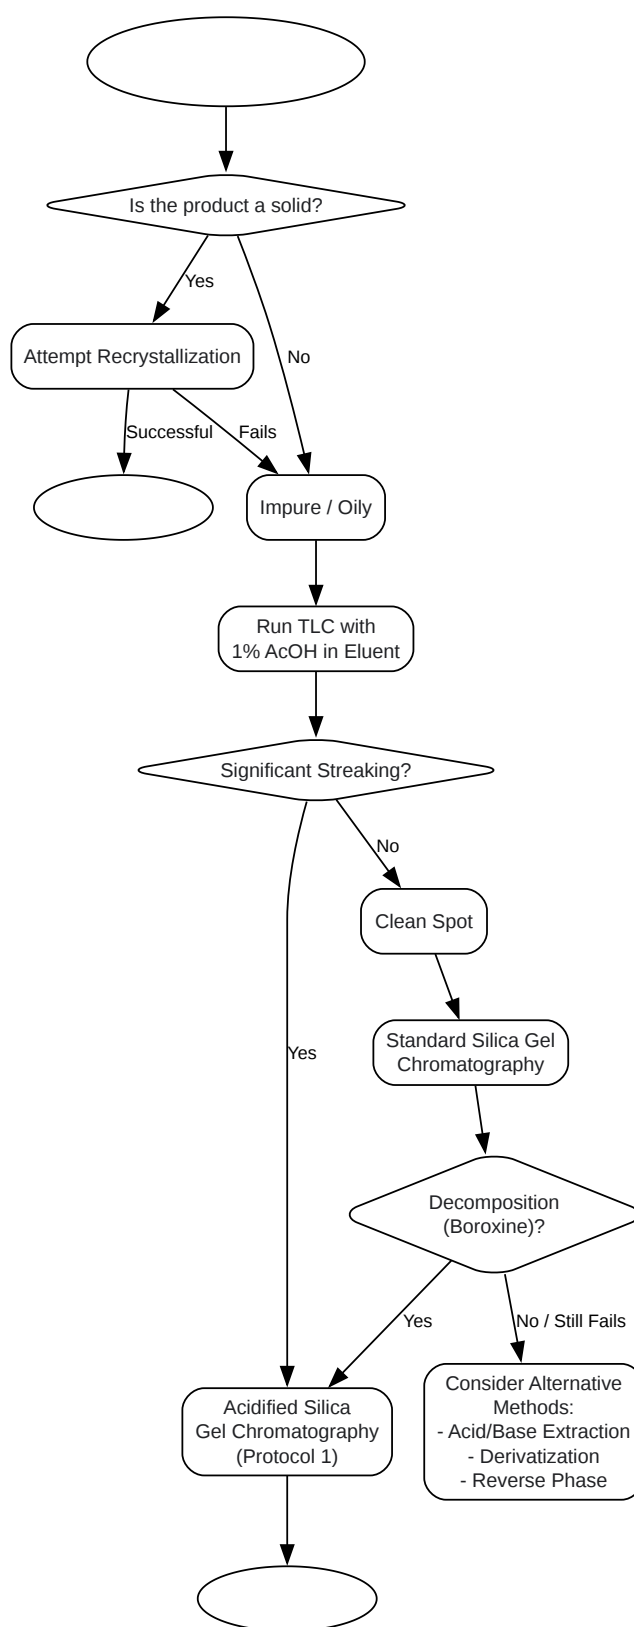 Is the product a solid?
Yes
Attempt Recrystallization
No
Successful
Fails
Impure / Oily
Run TLC with
1% AcOH in Eluent
Significant Streaking?
No
Clean Spot
Yes
Standard Silica Gel
Chromatography
Decomposition
(Boroxine)?
Yes
No / Still Fails
Acidified Silica
Gel Chromatography
(Protocol 1)
Consider Alternative
Methods:
- Acid/Base Extraction
- Derivatization
- Reverse Phase